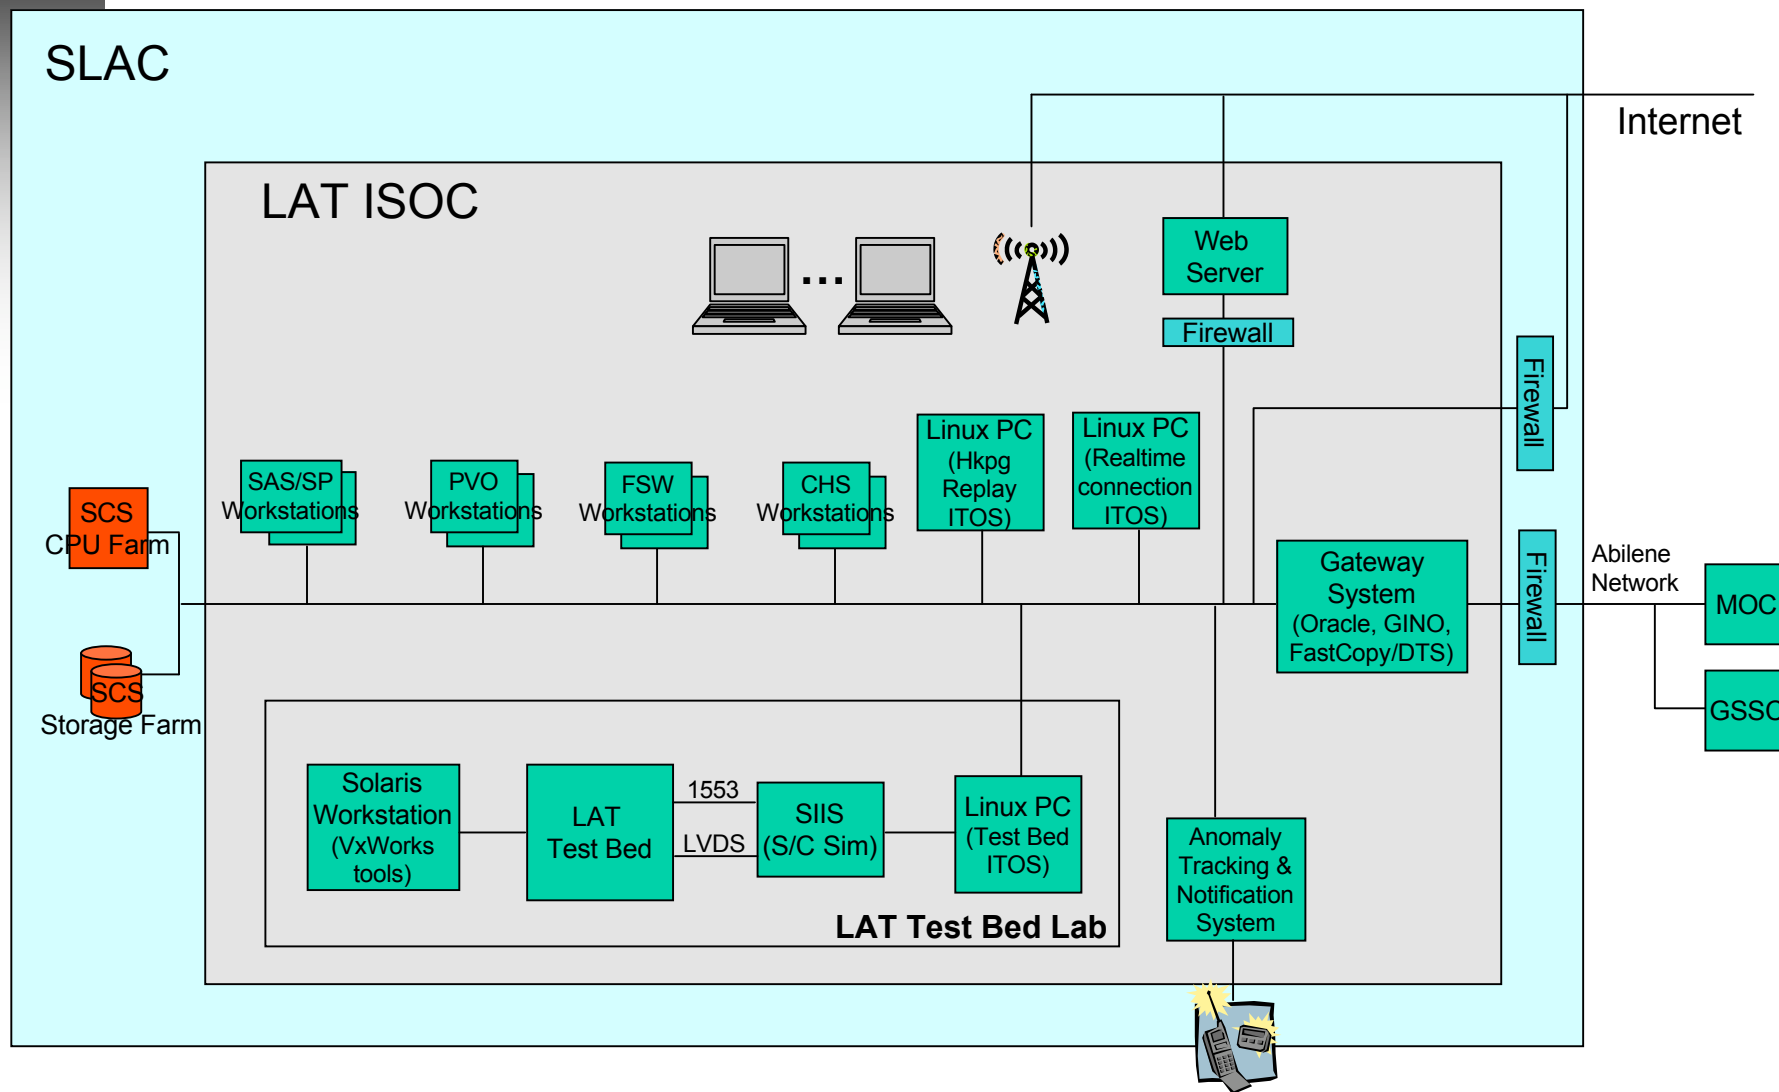 SLAC
Internet
LAT ISOC
Web
Server
Firewall
Firewall
Linux PC
(Hkpg
Replay
ITOS)
Linux PC
(Realtime
connection
ITOS)
SAS/SP
Workstations
PVO
Workstations
FSW
Workstations
CHS
Workstations
SCS
CPU Farm
Gateway
System
(Oracle, GINO,
FastCopy/DTS)
Firewall
Abilene
Network
MOC
GSSC
SCS
Storage Farm
Solaris
Workstation
(VxWorks
tools)
LAT
Test Bed
1553
LVDS
SIIS
(S/C Sim)
Linux PC
(Test Bed
ITOS)
LAT Test Bed Lab
Anomaly
Tracking &
Notification
System